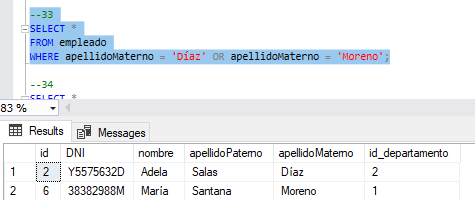 --33
SELECT *
FROM empleado
WHERE apellidoMaterno = 'Díaz' OR apellidoMaterno = 'Moreno';
--34
SELECT *
83 %
Results Messages
id DNI nombre apellidoPaterno apellidoMaterno id_departamento
1 2 Y5575632D Adela Salas Díaz 2
2 6 38382988M María Santana Moreno 1